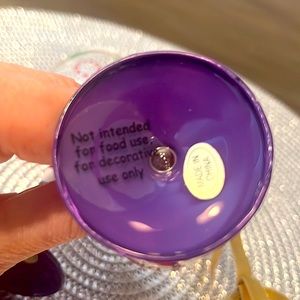 Not intended
for food use,
for decorative
use only
MADE IN
CHINA